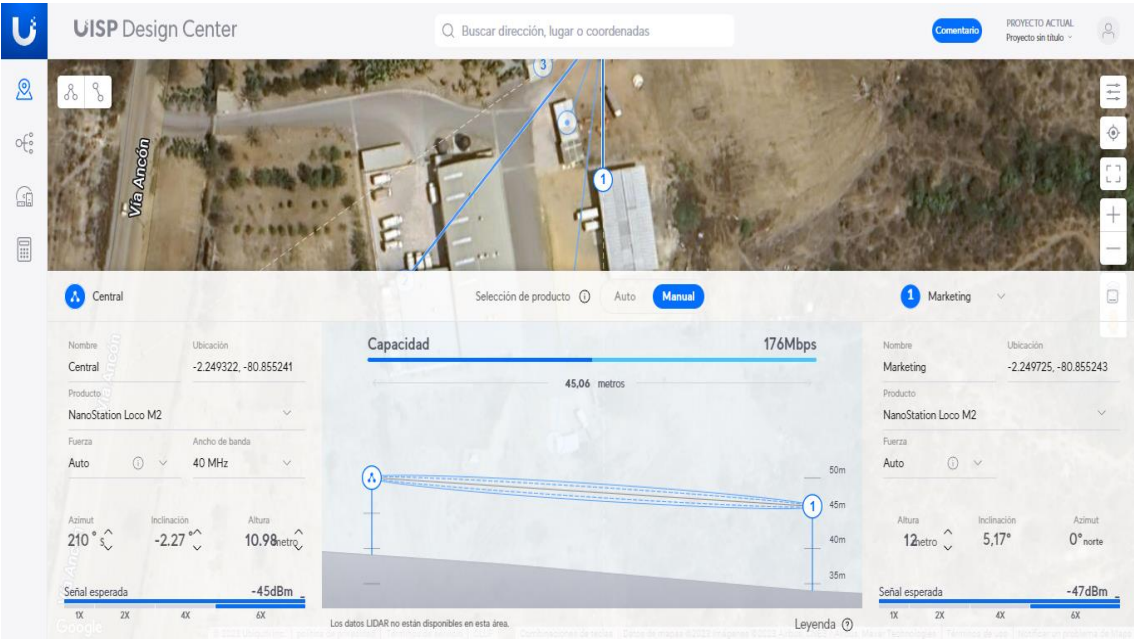 UISP Design Center
Buscar dirección, lugar o coordenadas
Comentario
PROYECTO ACTUAL
Proyecto sin título
3
Vía Ancón
1
Central
Selección de producto
Auto
Manual
1 Marketing
Nombre
Central
Ubicación
-2.249322, -80.855241
Producto
NanoStation Loco M2
Fuerza
Auto
Ancho de banda
40 MHz
Azimut
210° s
Inclinación
-2.27°
Altura
10.98 metro
Señal esperada
-45dBm
1X 2X 4X 6X
Google
Capacidad
176Mbps
45,06 metros
50m
45m
40m
35m
1
Los datos LIDAR no están disponibles en esta área.
Leyenda
Nombre
Marketing
Ubicación
-2.249725, -80.855243
Producto
NanoStation Loco M2
Fuerza
Auto
Altura
12metro
Inclinación
5,17°
Azimut
0° norte
Señal esperada
-47dBm
1X 2X 4X 6X